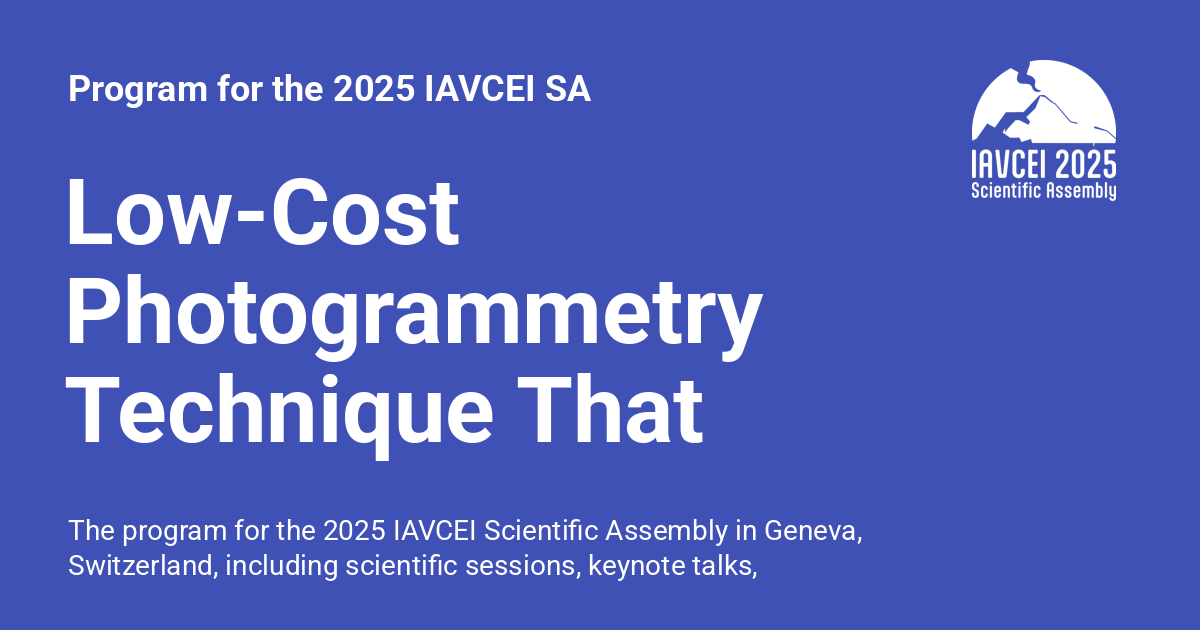 Program for the 2025 IAVCEI SA
IAVCEI 2025
Scientific Assembly
Low-Cost
Photogrammetry
Technique That
The program for the 2025 IAVCEI Scientific Assembly in Geneva,
Switzerland, including scientific sessions, keynote talks,